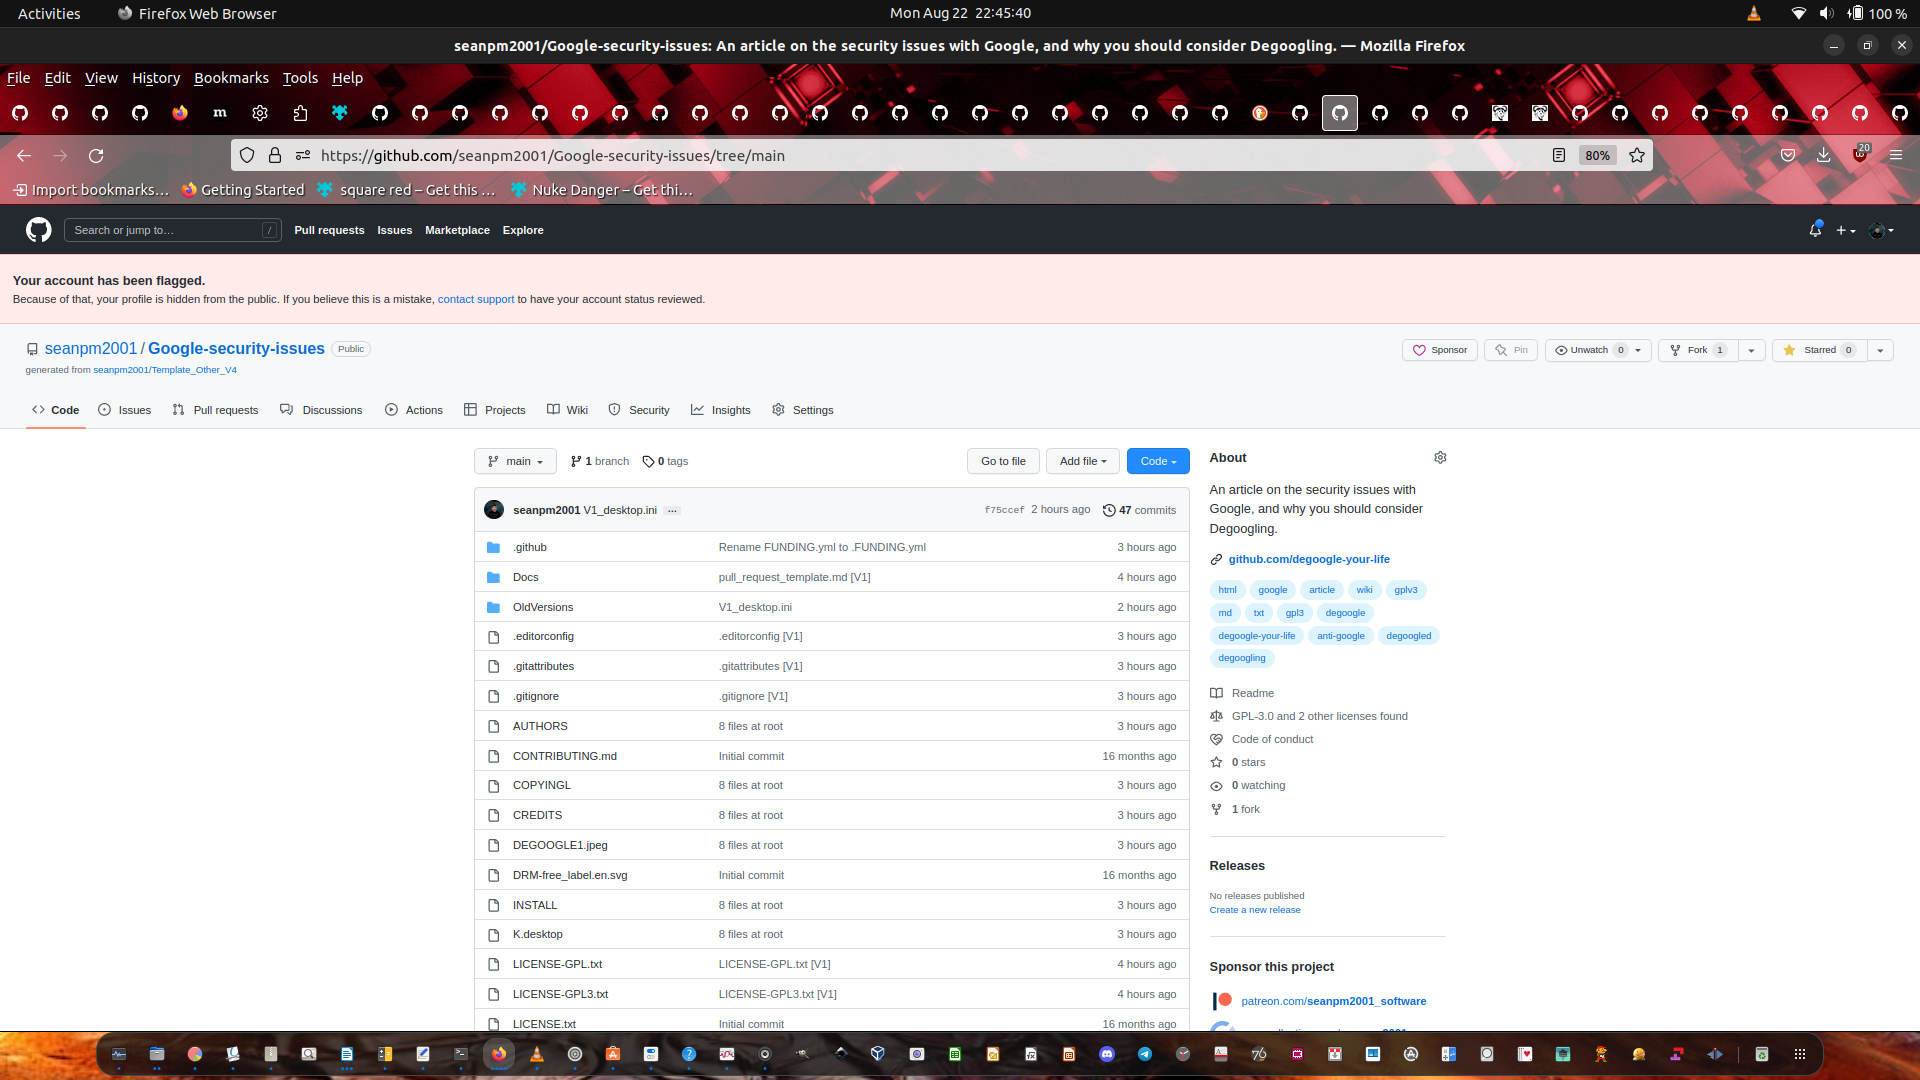 Activities
Firefox Web Browser
Mon Aug 22 22:45:40
100 %
seanpm2001/Google-security-issues: An article on the security issues with Google, and why you should consider Degoogling. — Mozilla Firefox
File Edit View History Bookmarks Tools Help
m
https://github.com/seanpm2001/Google-security-issues/tree/main
80%
20
Import bookmarks…
Getting Started
square red – Get this …
Nuke Danger – Get thi…
Search or jump to…
/
Pull requests Issues Marketplace Explore
Your account has been flagged.
Because of that, your profile is hidden from the public. If you believe this is a mistake, contact support to have your account status reviewed.
seanpm2001 / Google-security-issues Public
generated from seanpm2001/Template_Other_V4
Sponsor
Pin
Unwatch 0
Fork 1
Starred 0
Code
Issues
Pull requests
Discussions
Actions
Projects
Wiki
Security
Insights
Settings
main
1 branch
0 tags
Go to file
Add file
Code
seanpm2001 V1_desktop.ini ...
f75ccef 2 hours ago
47 commits
.github Rename FUNDING.yml to .FUNDING.yml 3 hours ago
Docs pull_request_template.md [V1] 4 hours ago
OldVersions V1_desktop.ini 2 hours ago
.editorconfig .editorconfig [V1] 3 hours ago
.gitattributes .gitattributes [V1] 3 hours ago
.gitignore .gitignore [V1] 3 hours ago
AUTHORS 8 files at root 3 hours ago
CONTRIBUTING.md Initial commit 16 months ago
COPYINGL 8 files at root 3 hours ago
CREDITS 8 files at root 3 hours ago
DEGOOGLE1.jpeg 8 files at root 3 hours ago
DRM-free_label.en.svg Initial commit 16 months ago
INSTALL 8 files at root 3 hours ago
K.desktop 8 files at root 3 hours ago
LICENSE-GPL.txt LICENSE-GPL.txt [V1] 4 hours ago
LICENSE-GPL3.txt LICENSE-GPL3.txt [V1] 4 hours ago
LICENSE.txt Initial commit 16 months ago
About
An article on the security issues with
Google, and why you should consider
Degoogling.
github.com/degoogle-your-life
html google article wiki gplv3
md txt gpl3 degoogle
degoogle-your-life anti-google degoogled
degoogling
Readme
GPL-3.0 and 2 other licenses found
Code of conduct
0 stars
0 watching
1 fork
Releases
No releases published
Create a new release
Sponsor this project
patreon.com/seanpm2001_software